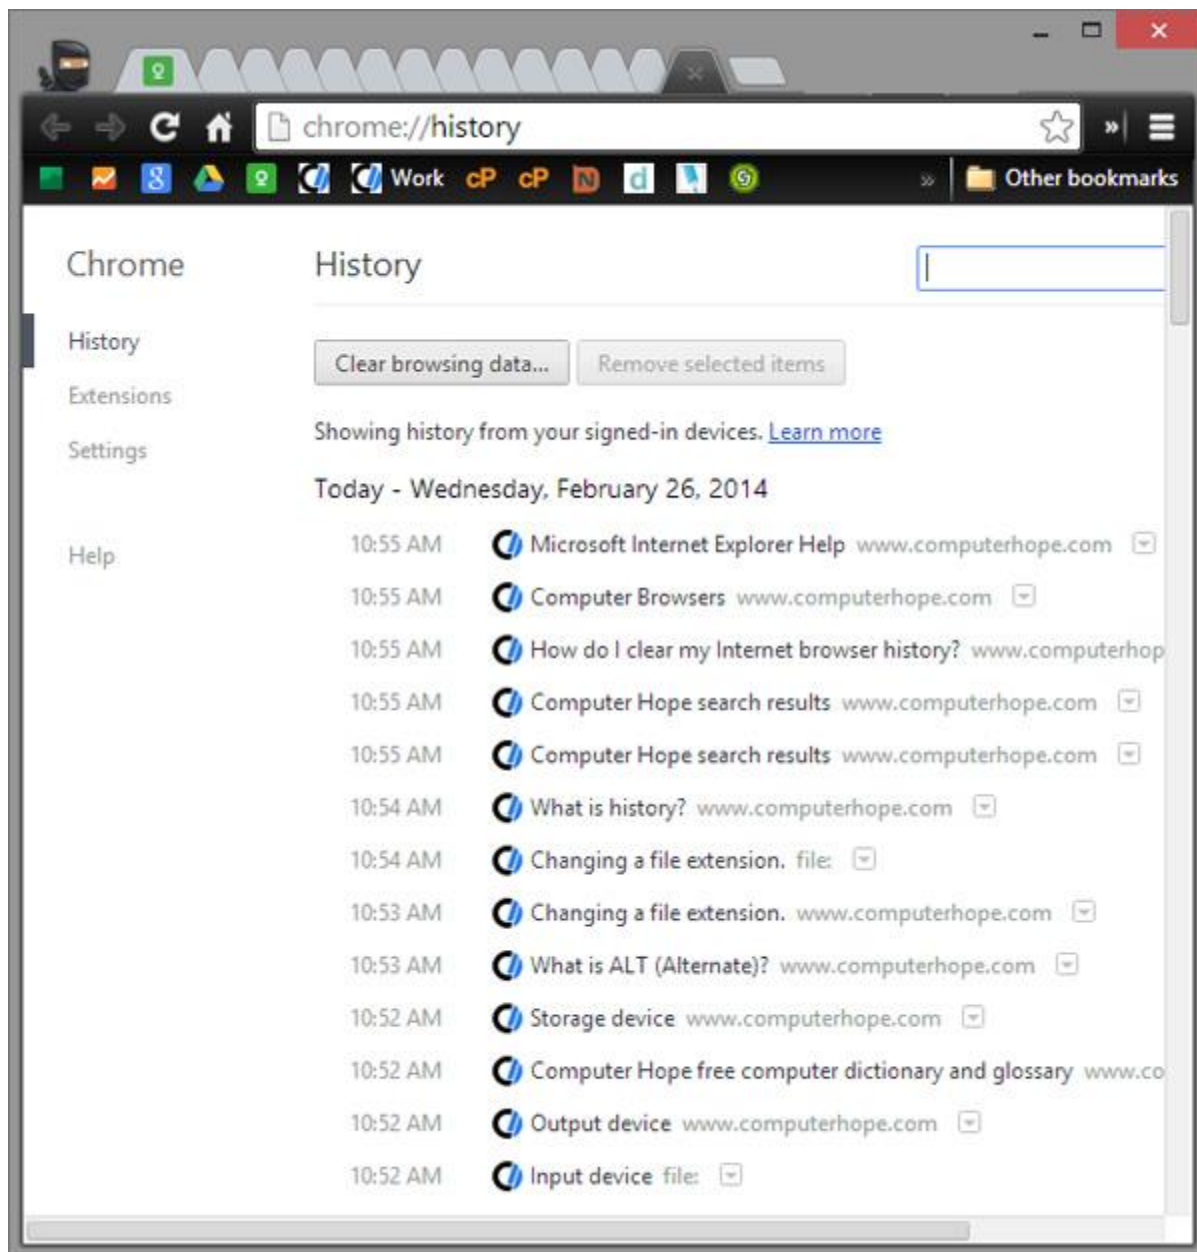 chrome://history
Work cP cP N d Other bookmarks
Chrome
History
History
Extensions
Settings
Help
Clear browsing data... Remove selected items
Showing history from your signed-in devices. Learn more
Today - Wednesday, February 26, 2014
10:55 AM Microsoft Internet Explorer Help www.computerhope.com
10:55 AM Computer Browsers www.computerhope.com
10:55 AM How do I clear my Internet browser history? www.computerhop
10:55 AM Computer Hope search results www.computerhope.com
10:55 AM Computer Hope search results www.computerhope.com
10:54 AM What is history? www.computerhope.com
10:54 AM Changing a file extension. file:
10:53 AM Changing a file extension. www.computerhope.com
10:53 AM What is ALT (Alternate)? www.computerhope.com
10:52 AM Storage device www.computerhope.com
10:52 AM Computer Hope free computer dictionary and glossary www.co
10:52 AM Output device www.computerhope.com
10:52 AM Input device file: